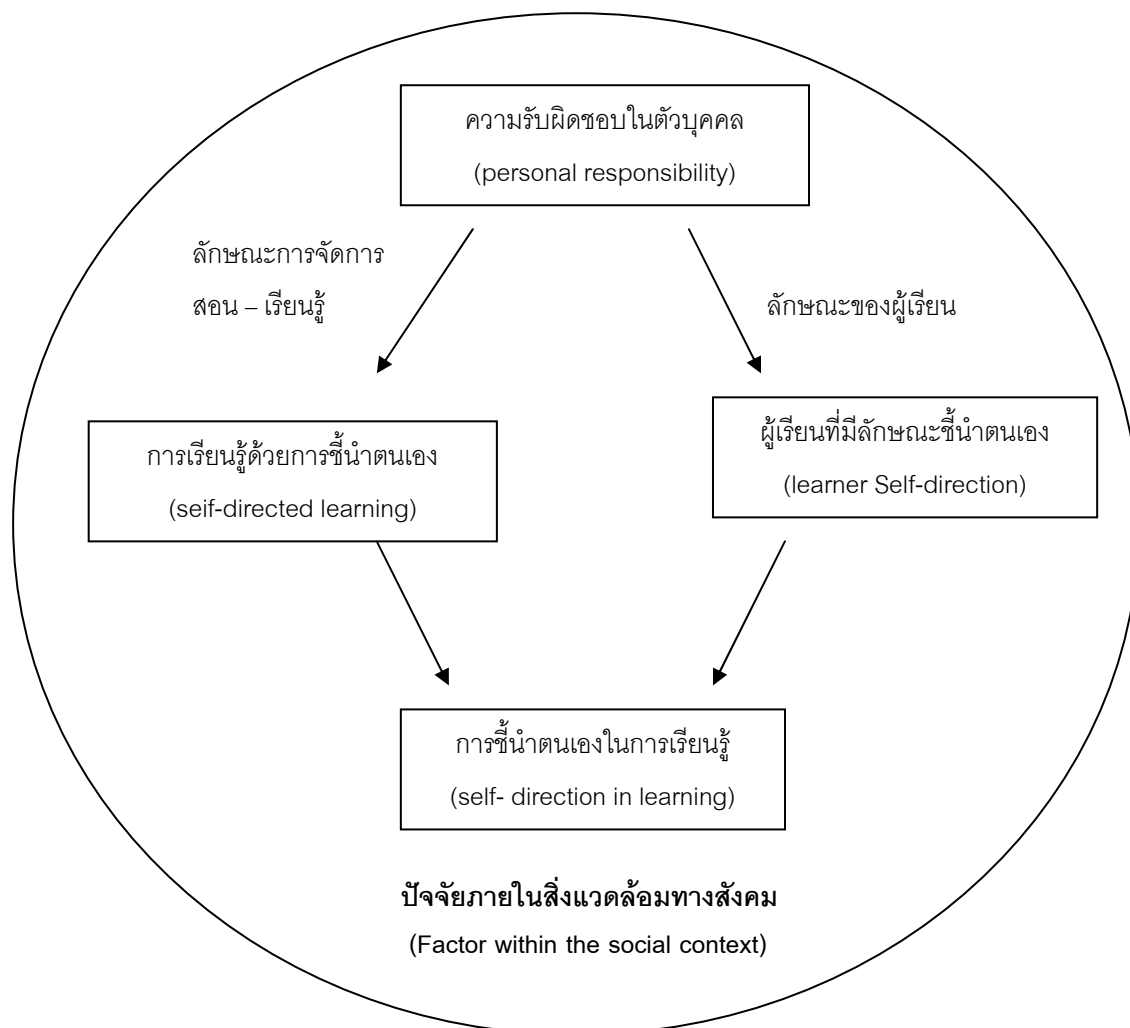 ความรับผิดชอบในตัวบุคคล
(personal responsibility)
ลักษณะการจัดการ
สอน – เรียนรู้
ลักษณะของผู้เรียน
การเรียนรู้ด้วยการชี้นำตนเอง
(seif-directed learning)
ผู้เรียนที่มีลักษณะชี้นำตนเอง
(learner Self-direction)
การชี้นำตนเองในการเรียนรู้
(self- direction in learning)
ปัจจัยภายในสิ่งแวดล้อมทางสังคม
(Factor within the social context)